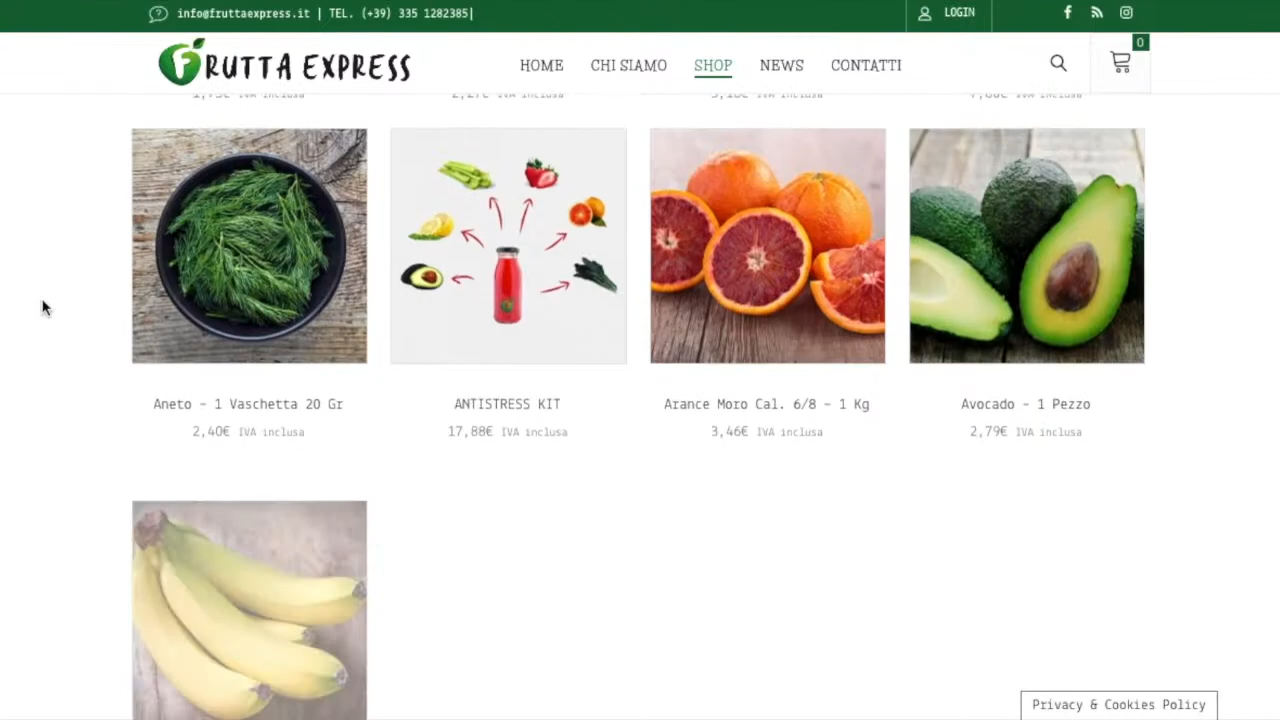 info@fruttaexpress.it | TEL. (+39) 335 1282385|
LOGIN
FRUTTA EXPRESS
HOME
CHI SIAMO
SHOP
NEWS
CONTATTI
0
Aneto - 1 Vaschetta 20 Gr
2,40€ IVA inclusa
ANTISTRESS KIT
17,88€ IVA inclusa
Arance Moro Cal. 6/8 - 1 Kg
3,46€ IVA inclusa
Avocado - 1 Pezzo
2,79€ IVA inclusa
Privacy & Cookies Policy